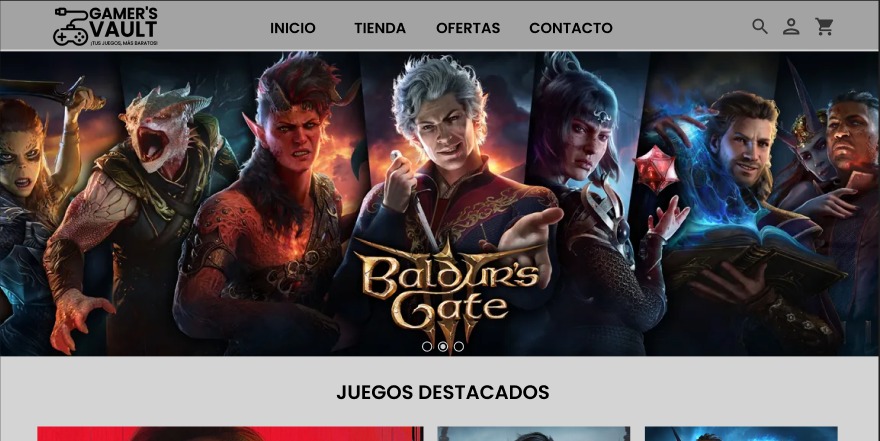 GAMER'S
VAULT
¡TUS JUEGOS, MÁS BARATOS!
INICIO TIENDA OFERTAS CONTACTO
BALDUR'S
GATE
III
JUEGOS DESTACADOS